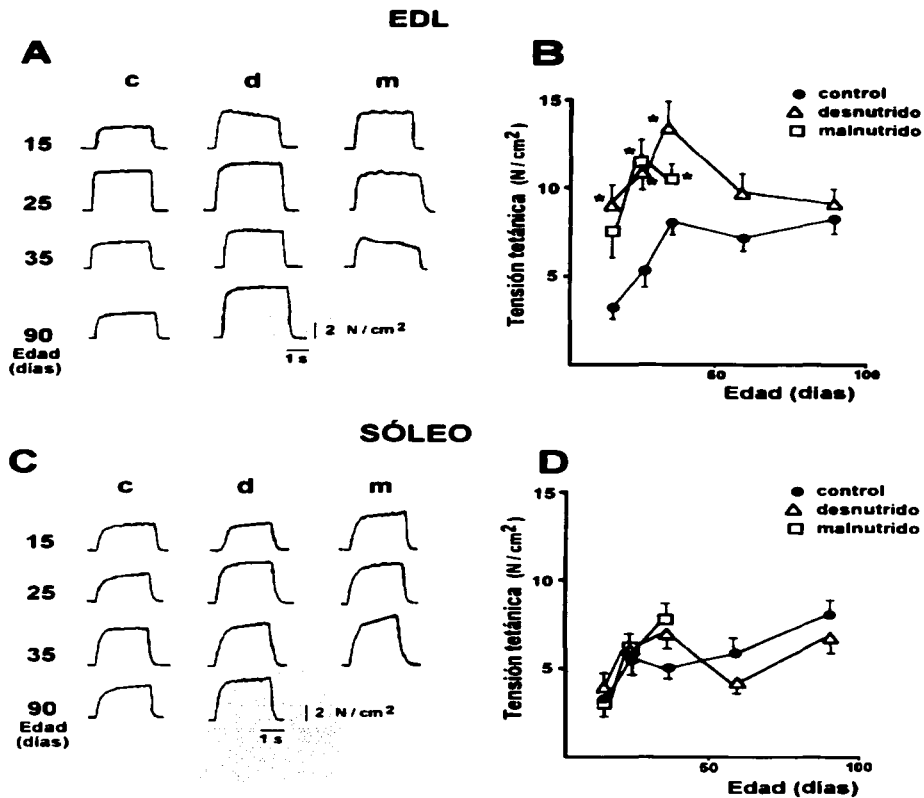 EDL
A
c d m
15
25
35
90
Edad
(días)
2 N/cm²
1 s
B
control
desnutrido
malnutrido
Tensión tetánica (N/cm²)
15
10
5
50
100
Edad (días)
* * * * *
SÓLEO
C
c d m
15
25
35
90
Edad
(días)
2 N/cm²
1 s
D
control
desnutrido
malnutrido
Tensión tetánica (N/cm²)
15
10
5
50
100
Edad (días)